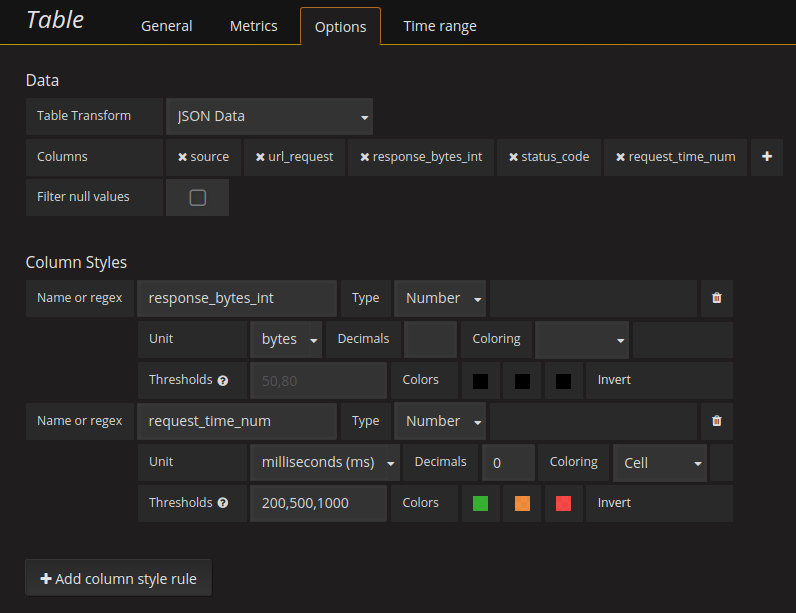 Table General Metrics Options Time range
Data
Table Transform JSON Data
Columns source url_request response_bytes_int status_code request_time_num
Filter null values
Column Styles
Name or regex response_bytes_int Type Number
Unit bytes Decimals Coloring
Thresholds 50,80 Colors Invert
Name or regex request_time_num Type Number
Unit milliseconds (ms) Decimals 0 Coloring Cell
Thresholds 200,500,1000 Colors Invert
Add column style rule